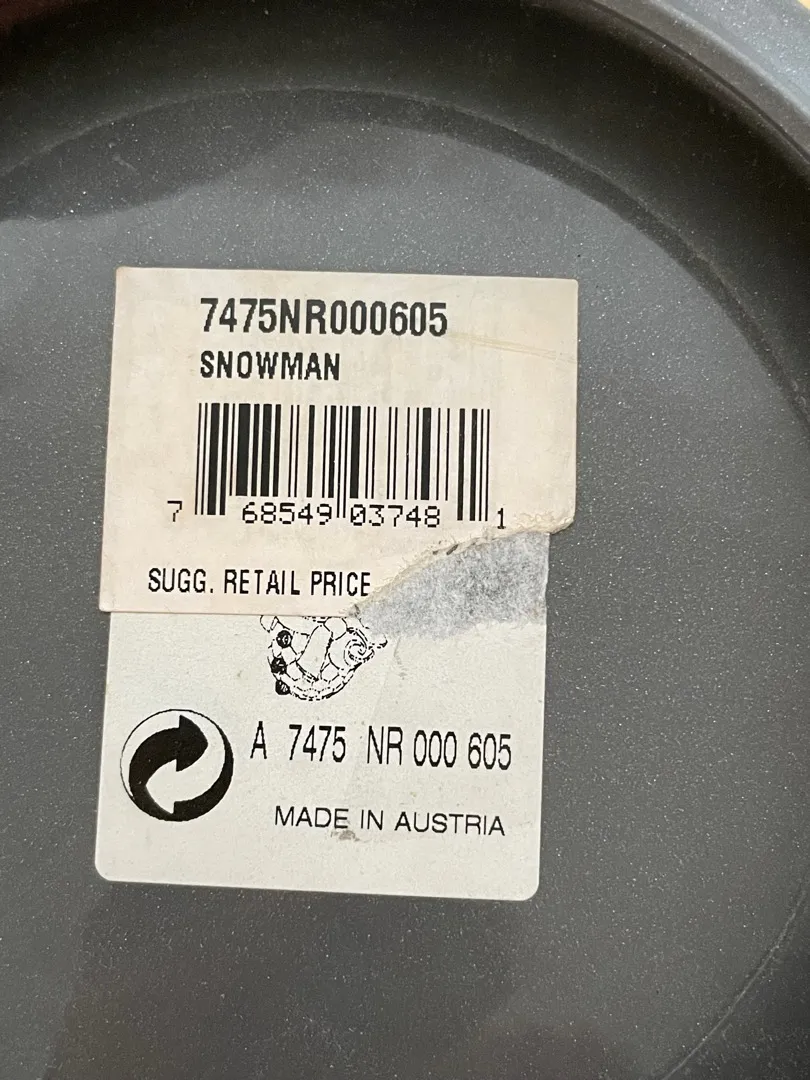 7475NR000605
SNOWMAN
7 68549 03748 1
SUGG. RETAIL PRICE
A 7475 NR 000 605
MADE IN AUSTRIA